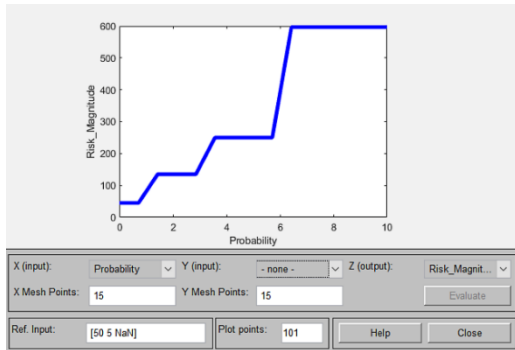 600
500
400
300
200
100
0
Risk_Magnitude
0 2 4 6 8 10
Probability
X (input): Probability Y (input): - none - Z (output): Risk_Magnit...
X Mesh Points: 15 Y Mesh Points: 15 Evaluate
Ref. Input: [50 5 NaN] Plot points: 101 Help Close